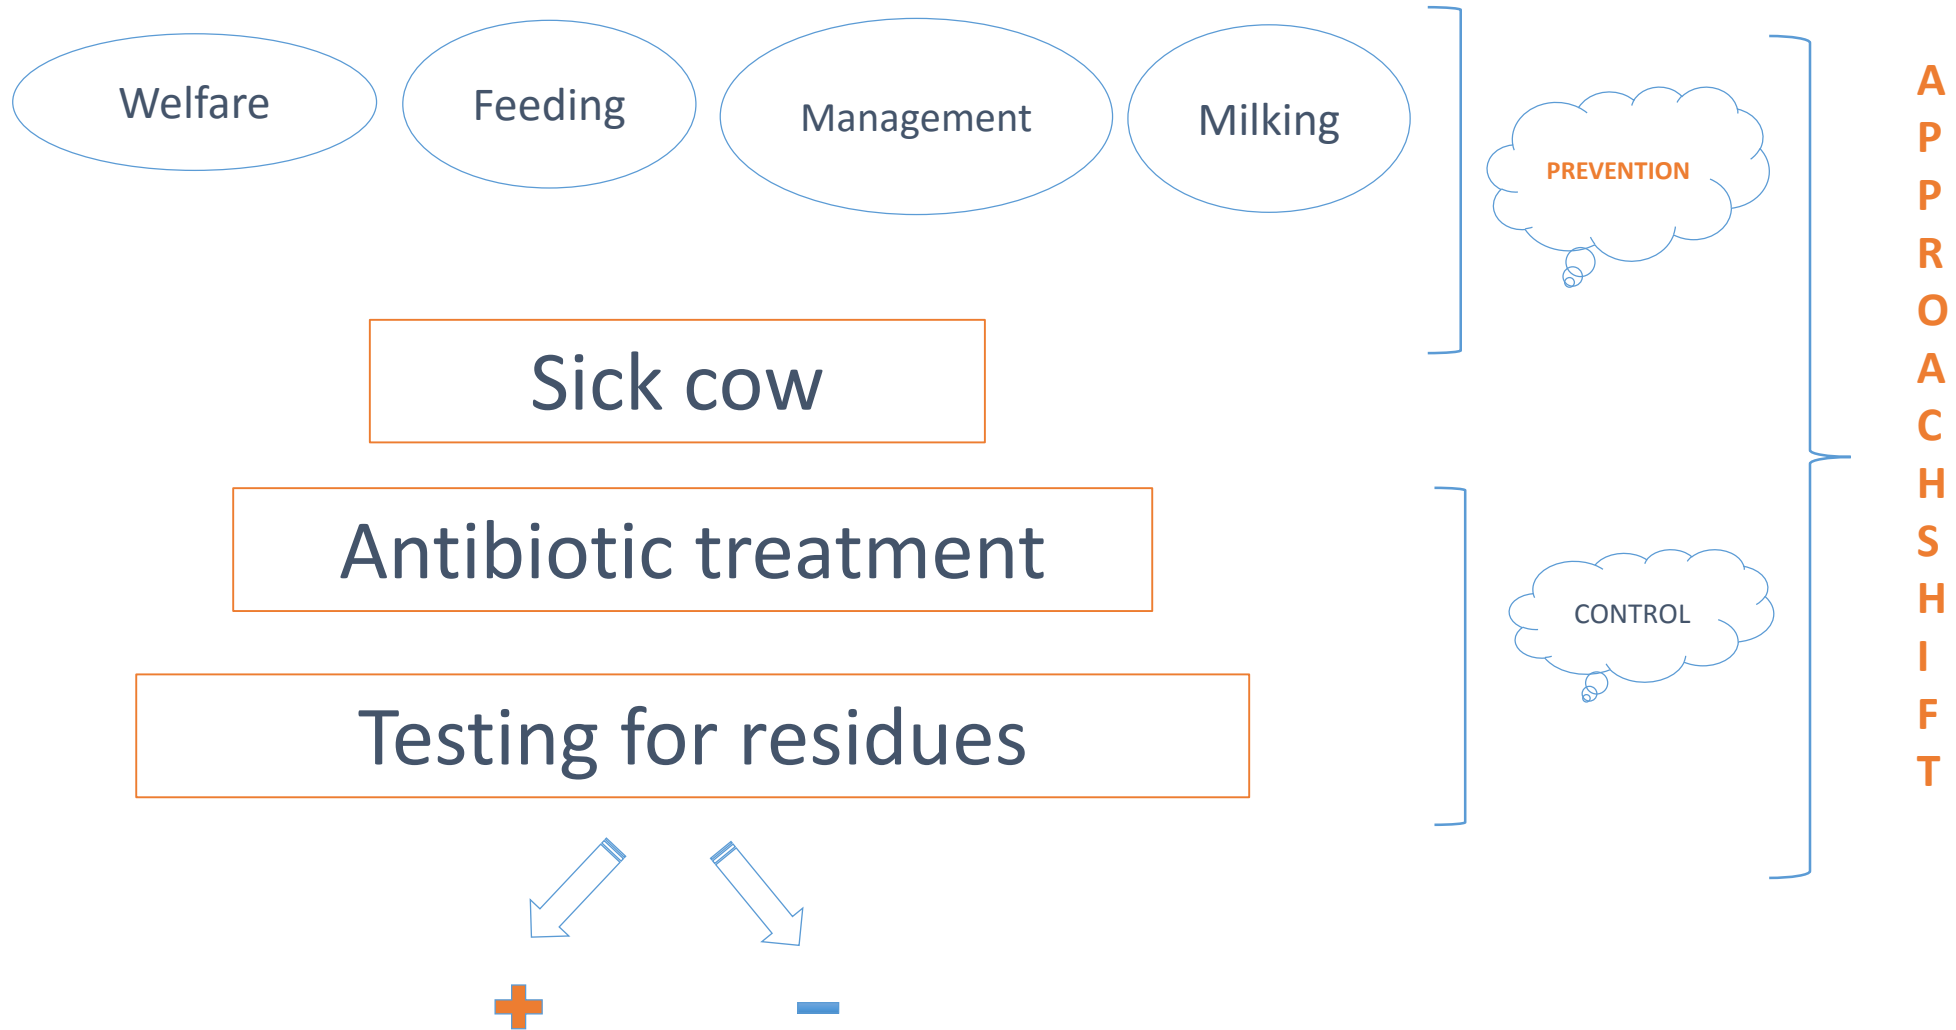 Welfare
Feeding
Management
Milking
PREVENTION
Sick cow
Antibiotic treatment
CONTROL
Testing for residues
+
-
A
P
P
R
O
A
C
H
S
H
I
F
T